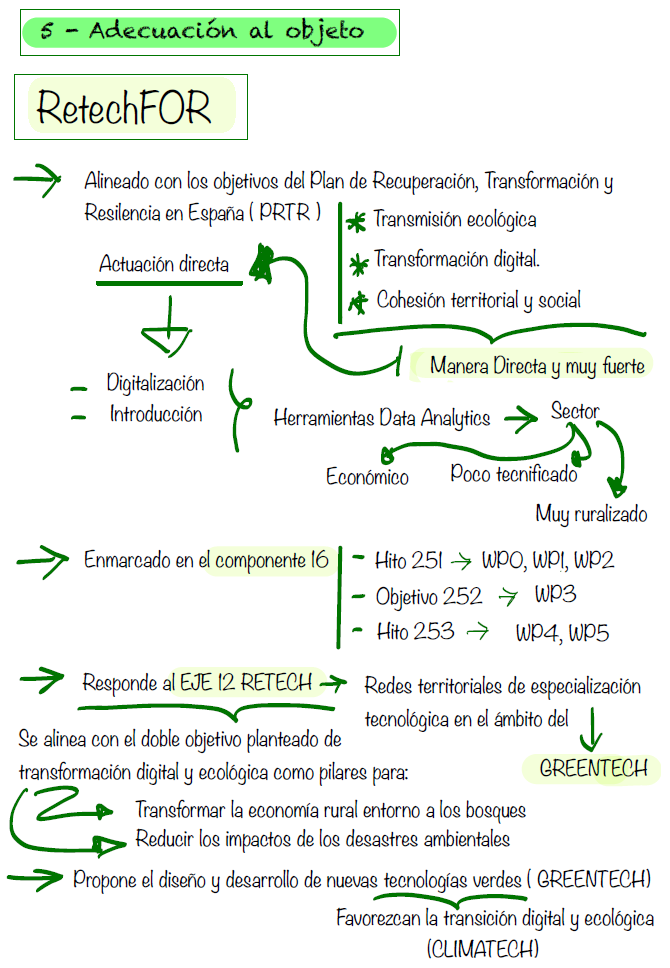 5 - Adecuación al objeto
RetechFOR
Alineado con los objetivos del Plan de Recuperación, Transformación y
Resilencia en España ( PRTR )
* Transmisión ecológica
* Transformación digital.
* Cohesión territorial y social
Actuación directa
Manera Directa y muy fuerte
- Digitalización
- Introducción
Herramientas Data Analytics → Sector
Económico
Poco tecnificado
Muy ruralizado
Enmarcado en el componente 16
- Hito 251 → WP0, WP1, WP2
- Objetivo 252 → WP3
- Hito 253 → WP4, WP5
Responde al EJE 12 RETECH → Redes territoriales de especialización
tecnológica en el ámbito del
GREENTECH
Se alinea con el doble objetivo planteado de
transformación digital y ecológica como pilares para:
Transformar la economía rural entorno a los bosques
Reducir los impactos de los desastres ambientales
Propone el diseño y desarrollo de nuevas tecnologías verdes ( GREENTECH)
Favorezcan la transición digital y ecológica
(CLIMATECH)